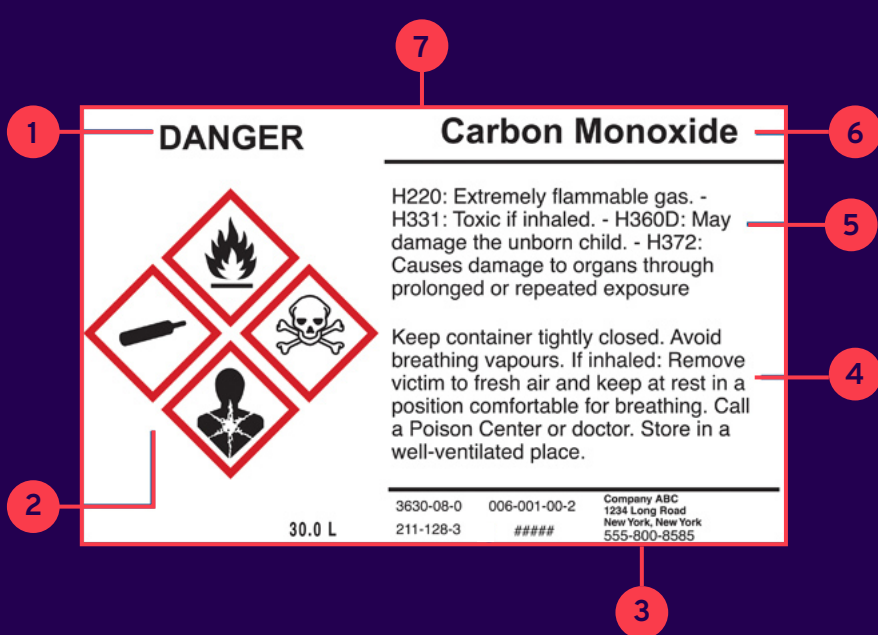 7
1
DANGER
Carbon Monoxide
6
H220: Extremely flammable gas. -
H331: Toxic if inhaled. - H360D: May
damage the unborn child. - H372:
Causes damage to organs through
prolonged or repeated exposure
5
Keep container tightly closed. Avoid
breathing vapours. If inhaled: Remove
victim to fresh air and keep at rest in a
position comfortable for breathing. Call
a Poison Center or doctor. Store in a
well-ventilated place.
4
2
30.0 L
3630-08-0 006-001-00-2
211-128-3 #####
Company ABC
1234 Long Road
New York, New York
555-800-8585
3